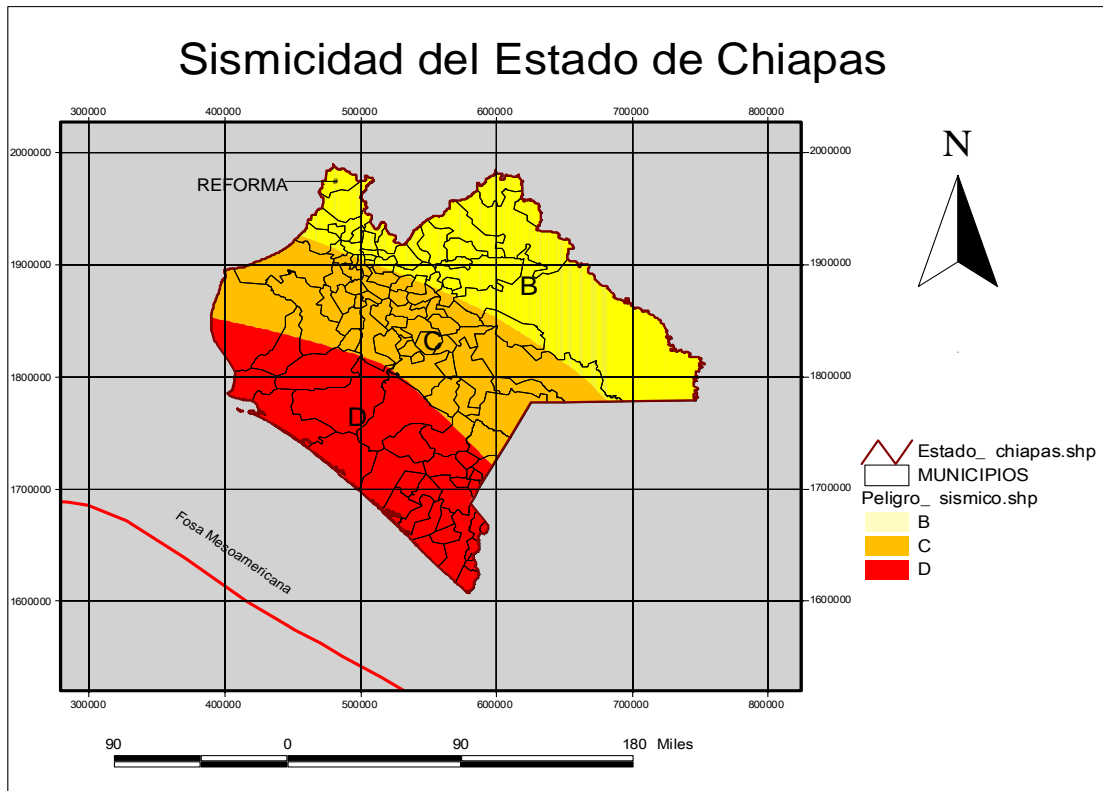 Sismicidad del Estado de Chiapas
300000 400000 500000 600000 700000 800000
2000000 2000000
REFORMA
N
1900000 1900000
B
C
1800000 1800000
D
Estado_ chiapas.shp
MUNICIPIOS
Peligro_ sismico.shp
B
C
D
1700000 1700000
Fosa Mesoamericana
1600000 1600000
300000 400000 500000 600000 700000 800000
90 0 90 180 Miles